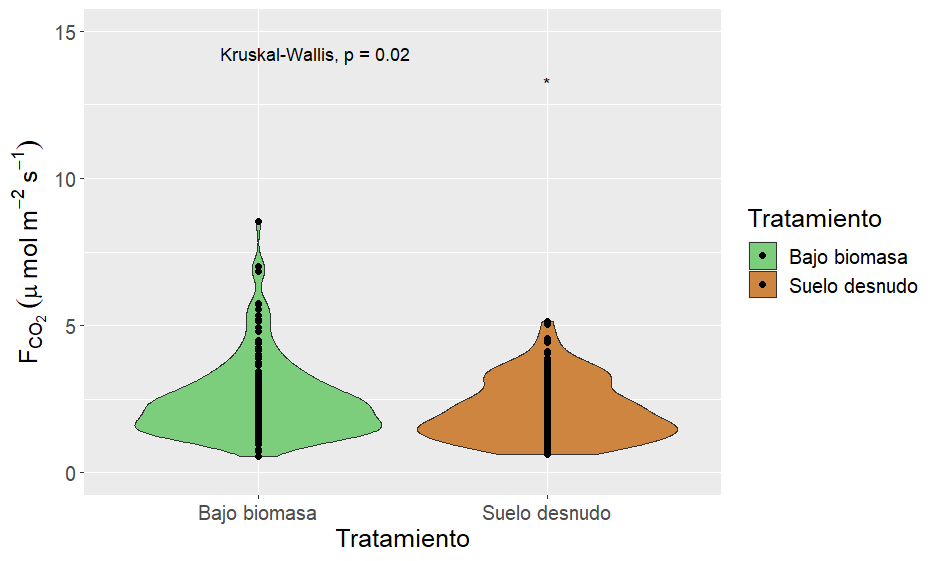 15
Kruskal-Wallis, p = 0.02
*
10
5
0
F_CO₂ (μ mol m⁻² s⁻¹)
Bajo biomasa
Suelo desnudo
Tratamiento
Tratamiento
Bajo biomasa
Suelo desnudo